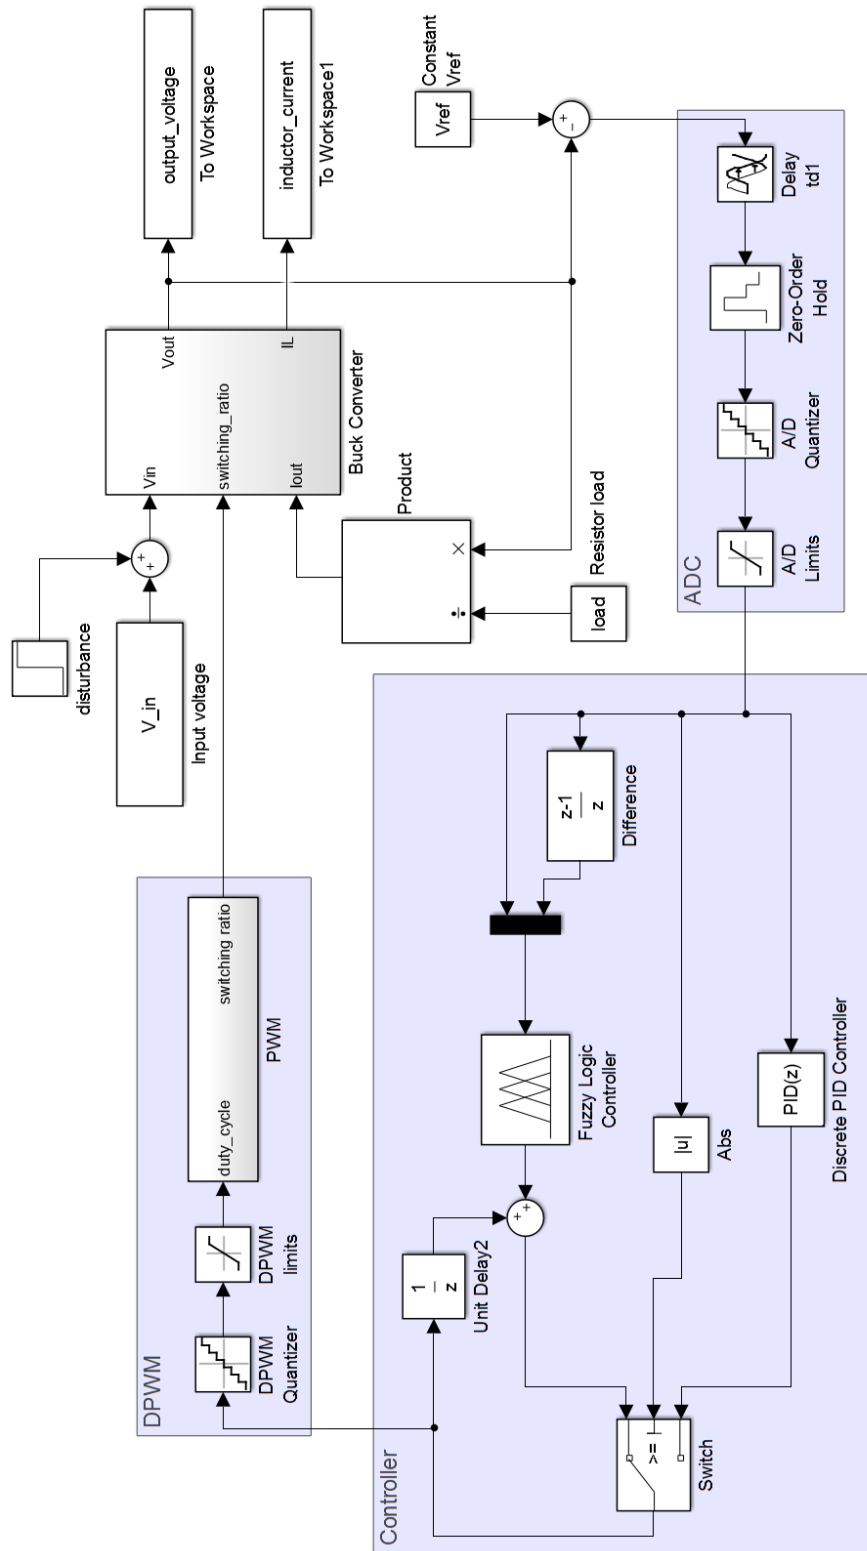 disturbance
V_in
Input voltage
+
+
Vin
switching_ratio
Iout
Vout
IL
Buck Converter
output_voltage
To Workspace
inductor_current
To Workspace1
Vref
Constant
Vref
+
−
Product
×
÷
load
Resistor load
DPWM
DPWM
Quantizer
DPWM
limits
duty_cycle
switching ratio
PWM
ADC
Delay
td1
Zero-Order
Hold
A/D
Quantizer
A/D
Limits
Controller
z-1
z
Difference
Fuzzy Logic
Controller
+
+
1
z
Unit Delay2
|u|
Abs
PID(z)
Discrete PID Controller
>=
Switch